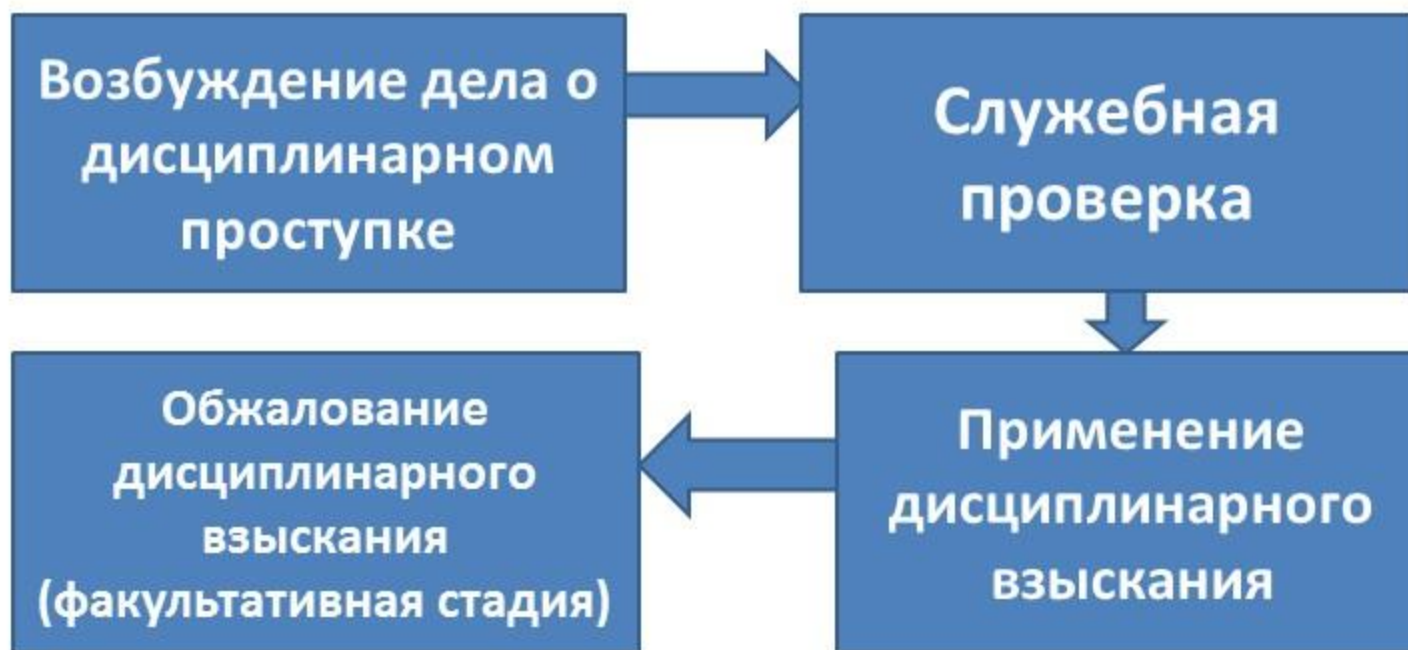 Возбуждение дела о
дисциплинарном
проступке
Служебная
проверка
Применение
дисциплинарного
взыскания
Обжалование
дисциплинарного
взыскания
(факультативная стадия)